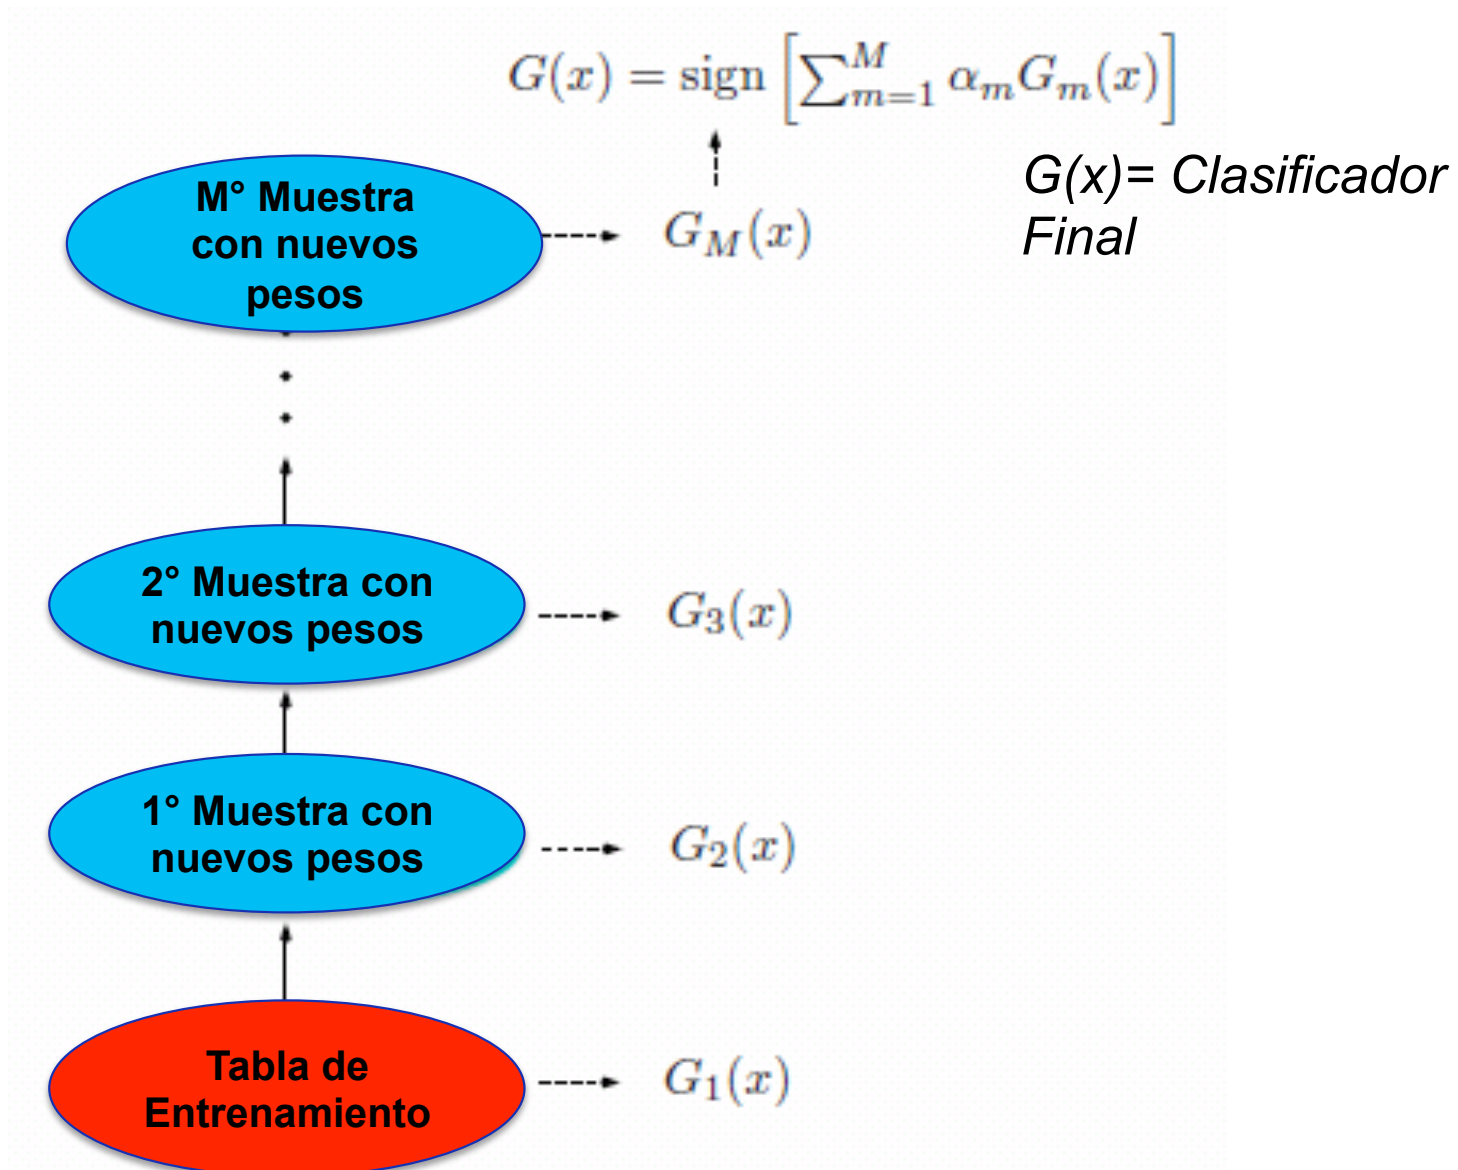 G(x) = sign [∑_{m=1}^{M} α_m G_m(x)]
M° Muestra
con nuevos
pesos
G_M(x)
G(x)= Clasificador
Final
2° Muestra con
nuevos pesos
G_3(x)
1° Muestra con
nuevos pesos
G_2(x)
Tabla de
Entrenamiento
G_1(x)